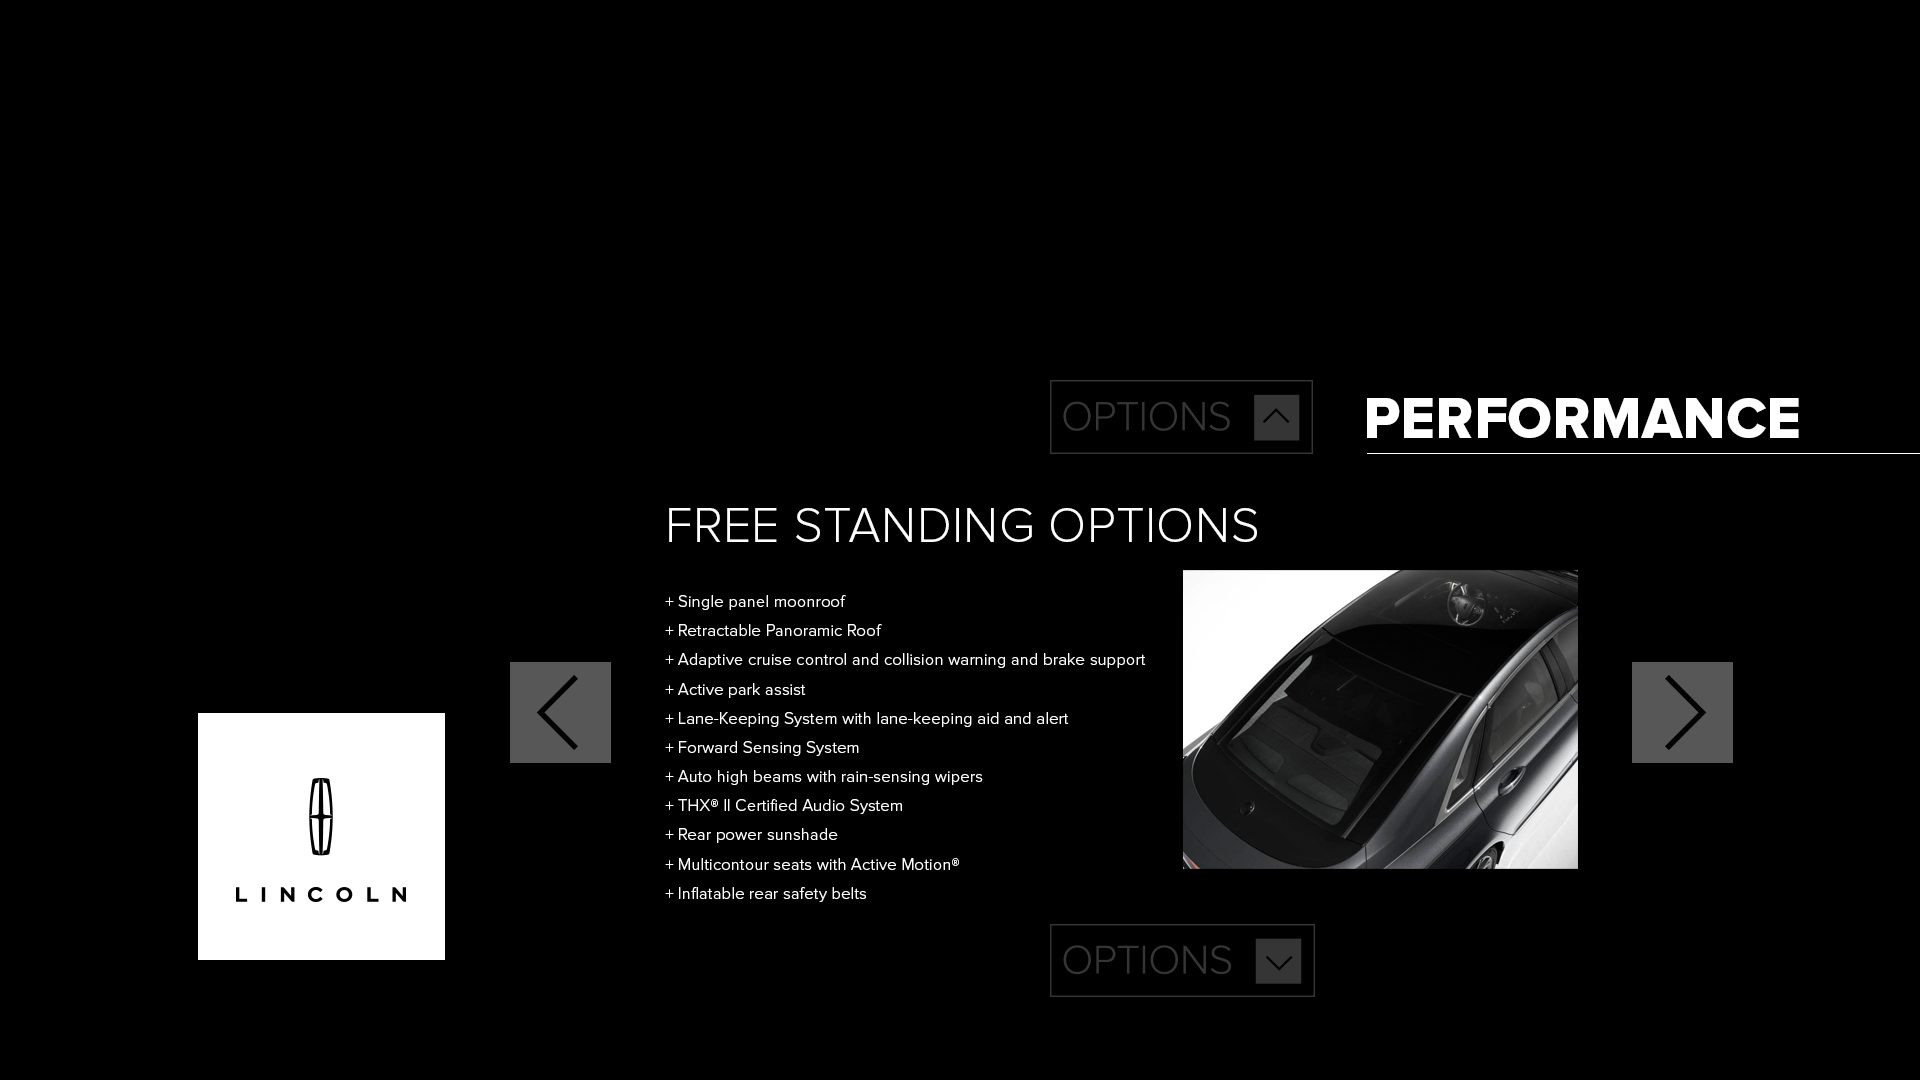 OPTIONS
PERFORMANCE
FREE STANDING OPTIONS
+ Single panel moonroof
+ Retractable Panoramic Roof
+ Adaptive cruise control and collision warning and brake support
+ Active park assist
+ Lane-Keeping System with lane-keeping aid and alert
+ Forward Sensing System
+ Auto high beams with rain-sensing wipers
+ THX® II Certified Audio System
+ Rear power sunshade
+ Multicontour seats with Active Motion®
+ Inflatable rear safety belts
LINCOLN
OPTIONS